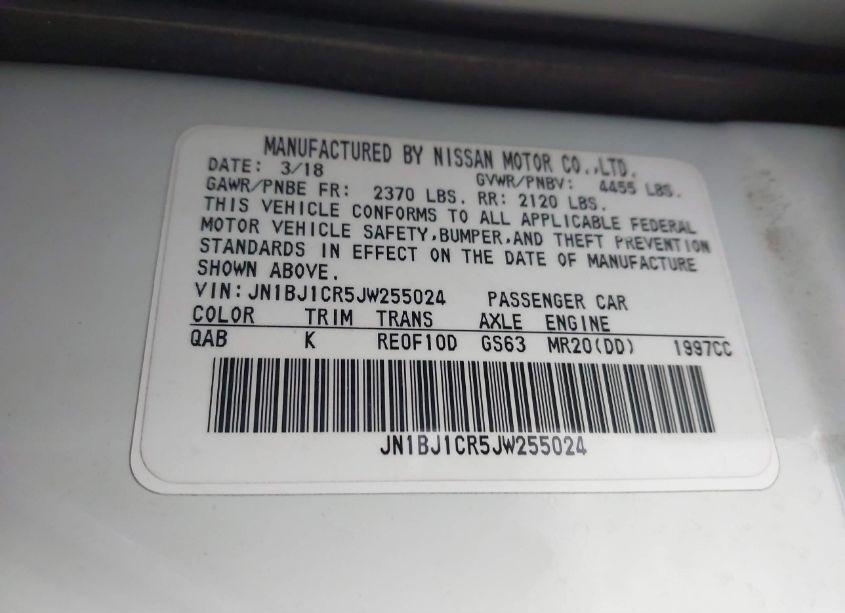 MANUFACTURED BY NISSAN MOTOR CO.,LTD.
DATE: 3/18 GVWR/PNBV: 4455 LBS.
GAWR/PNBE FR: 2370 LBS. RR: 2120 LBS.
THIS VEHICLE CONFORMS TO ALL APPLICABLE FEDERAL
MOTOR VEHICLE SAFETY,BUMPER,AND THEFT PREVENTION
STANDARDS IN EFFECT ON THE DATE OF MANUFACTURE
SHOWN ABOVE.
VIN: JN1BJ1CR5JW255024 PASSENGER CAR
COLOR TRIM TRANS AXLE ENGINE
QAB K RE0F10D GS63 MR20(DD) 1997CC
JN1BJ1CR5JW255024